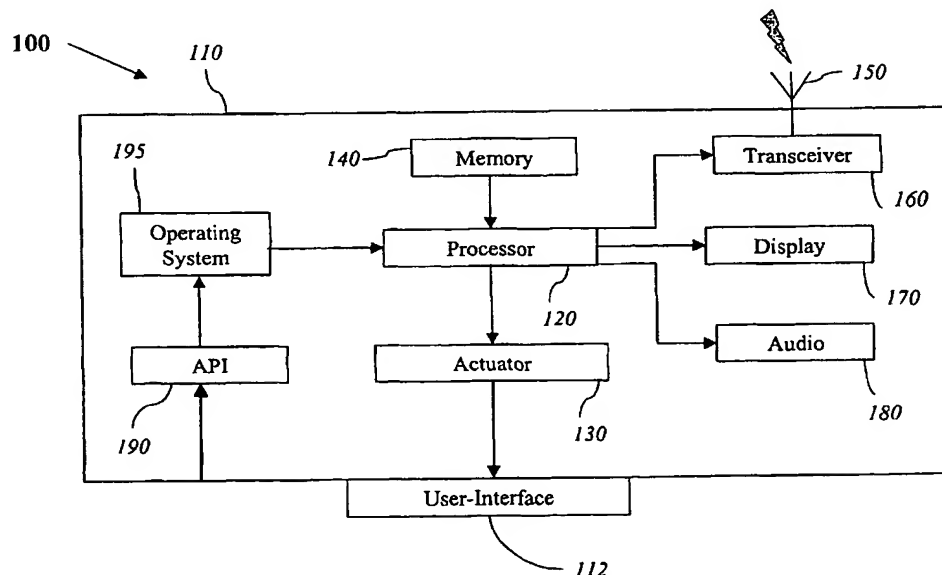 100
110
150
195
140
Memory
Transceiver
160
Operating
System
Processor
Display
120
170
API
Actuator
Audio
190
130
180
User-Interface
112